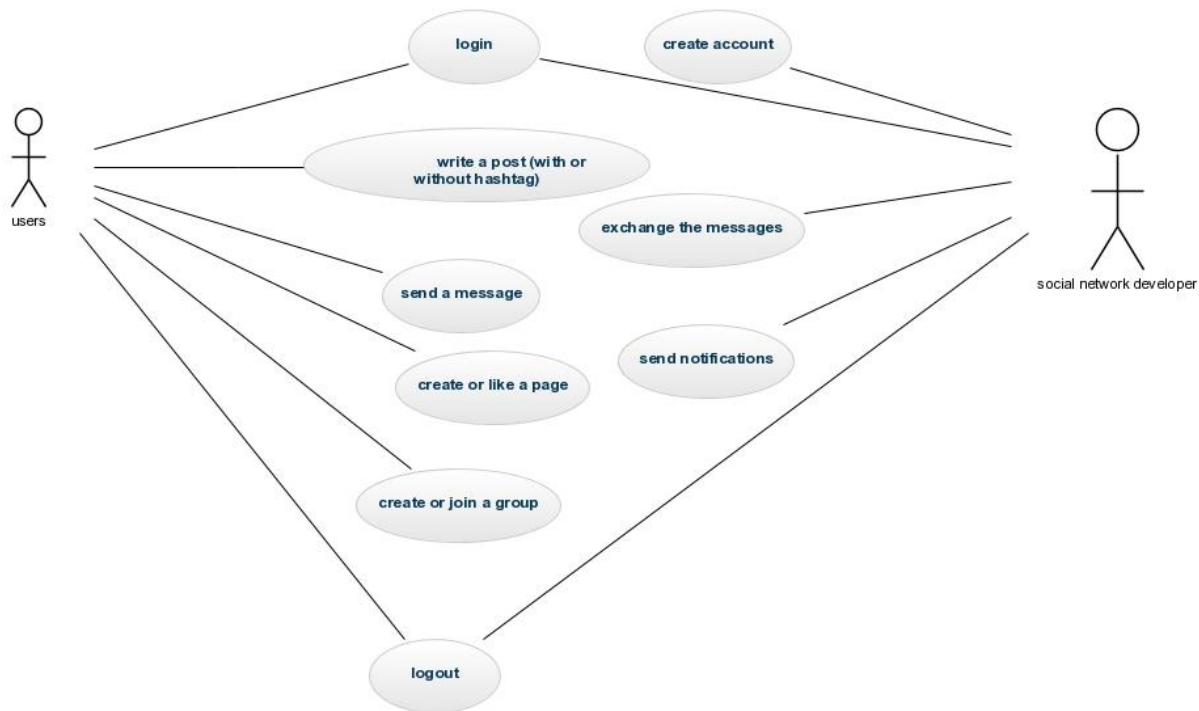 login
create account
write a post (with or
without hashtag)
users
exchange the messages
social network developer
send a message
send notifications
create or like a page
create or join a group
logout